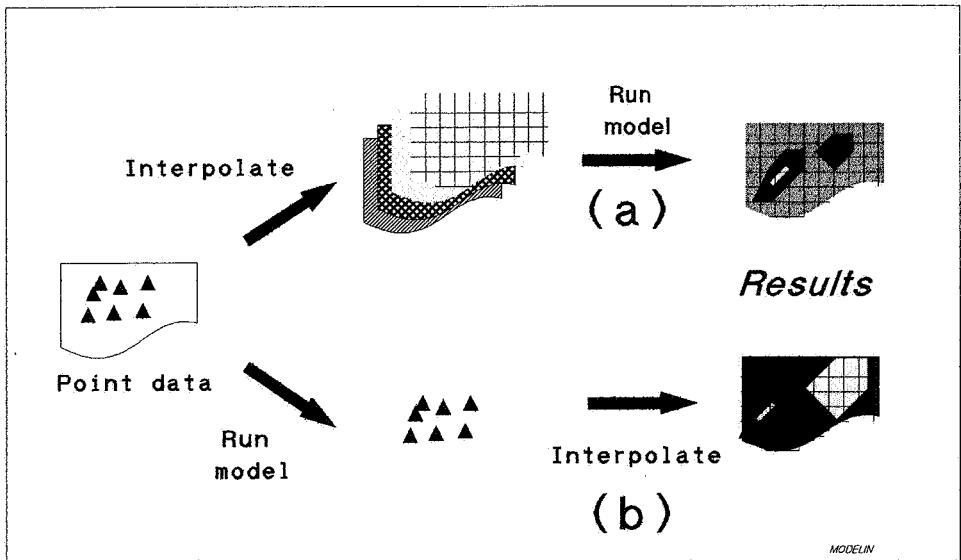 Run
model
Interpolate
(a)
Results
Point data
Run
model
Interpolate
(b)
MODELIN